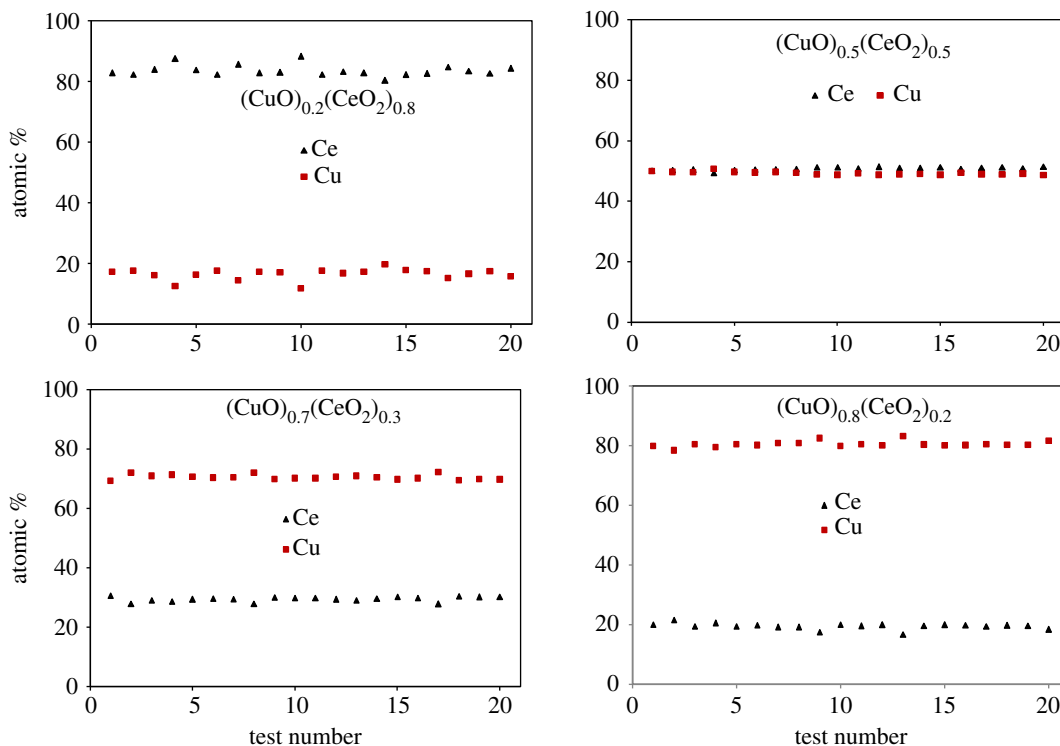 100
80
60
40
20
0
atomic %
(CuO)0.2(CeO2)0.8
Ce
Cu
0 5 10 15 20
100
80
60
40
20
0
(CuO)0.5(CeO2)0.5
Ce Cu
0 5 10 15 20
100
80
60
40
20
0
atomic %
(CuO)0.7(CeO2)0.3
Ce
Cu
0 5 10 15 20
test number
100
80
60
40
20
0
(CuO)0.8(CeO2)0.2
Ce
Cu
0 5 10 15 20
test number